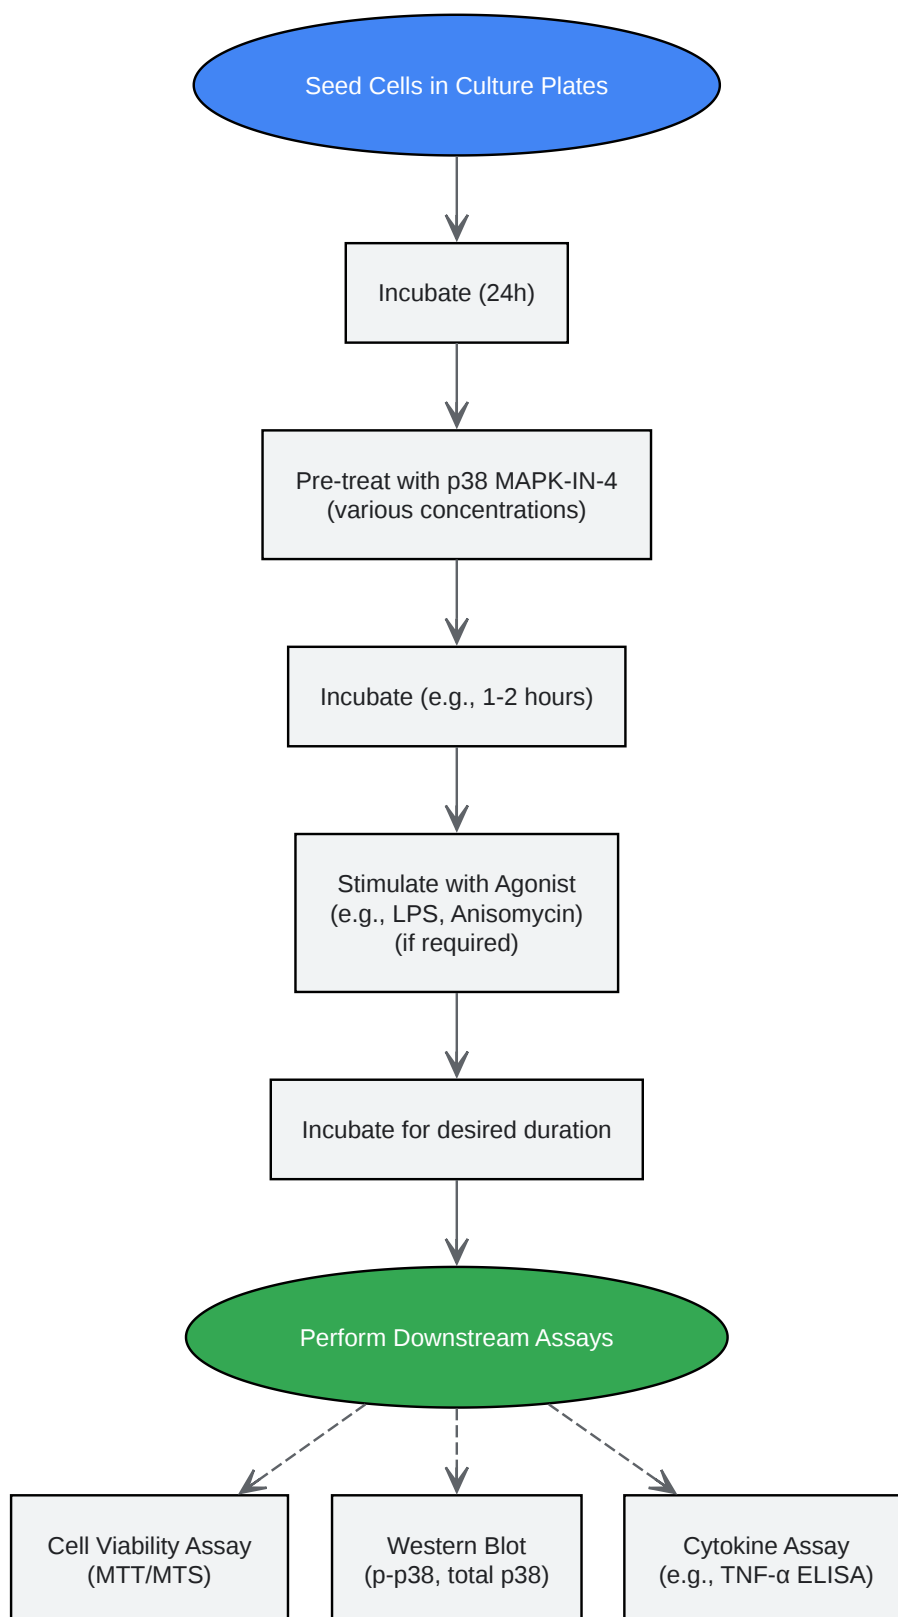 Seed Cells in Culture Plates
Incubate (24h)
Pre-treat with p38 MAPK-IN-4
(various concentrations)
Incubate (e.g., 1-2 hours)
Stimulate with Agonist
(e.g., LPS, Anisomycin)
(if required)
Incubate for desired duration
Perform Downstream Assays
Cell Viability Assay
(MTT/MTS)
Western Blot
(p-p38, total p38)
Cytokine Assay
(e.g., TNF-α ELISA)